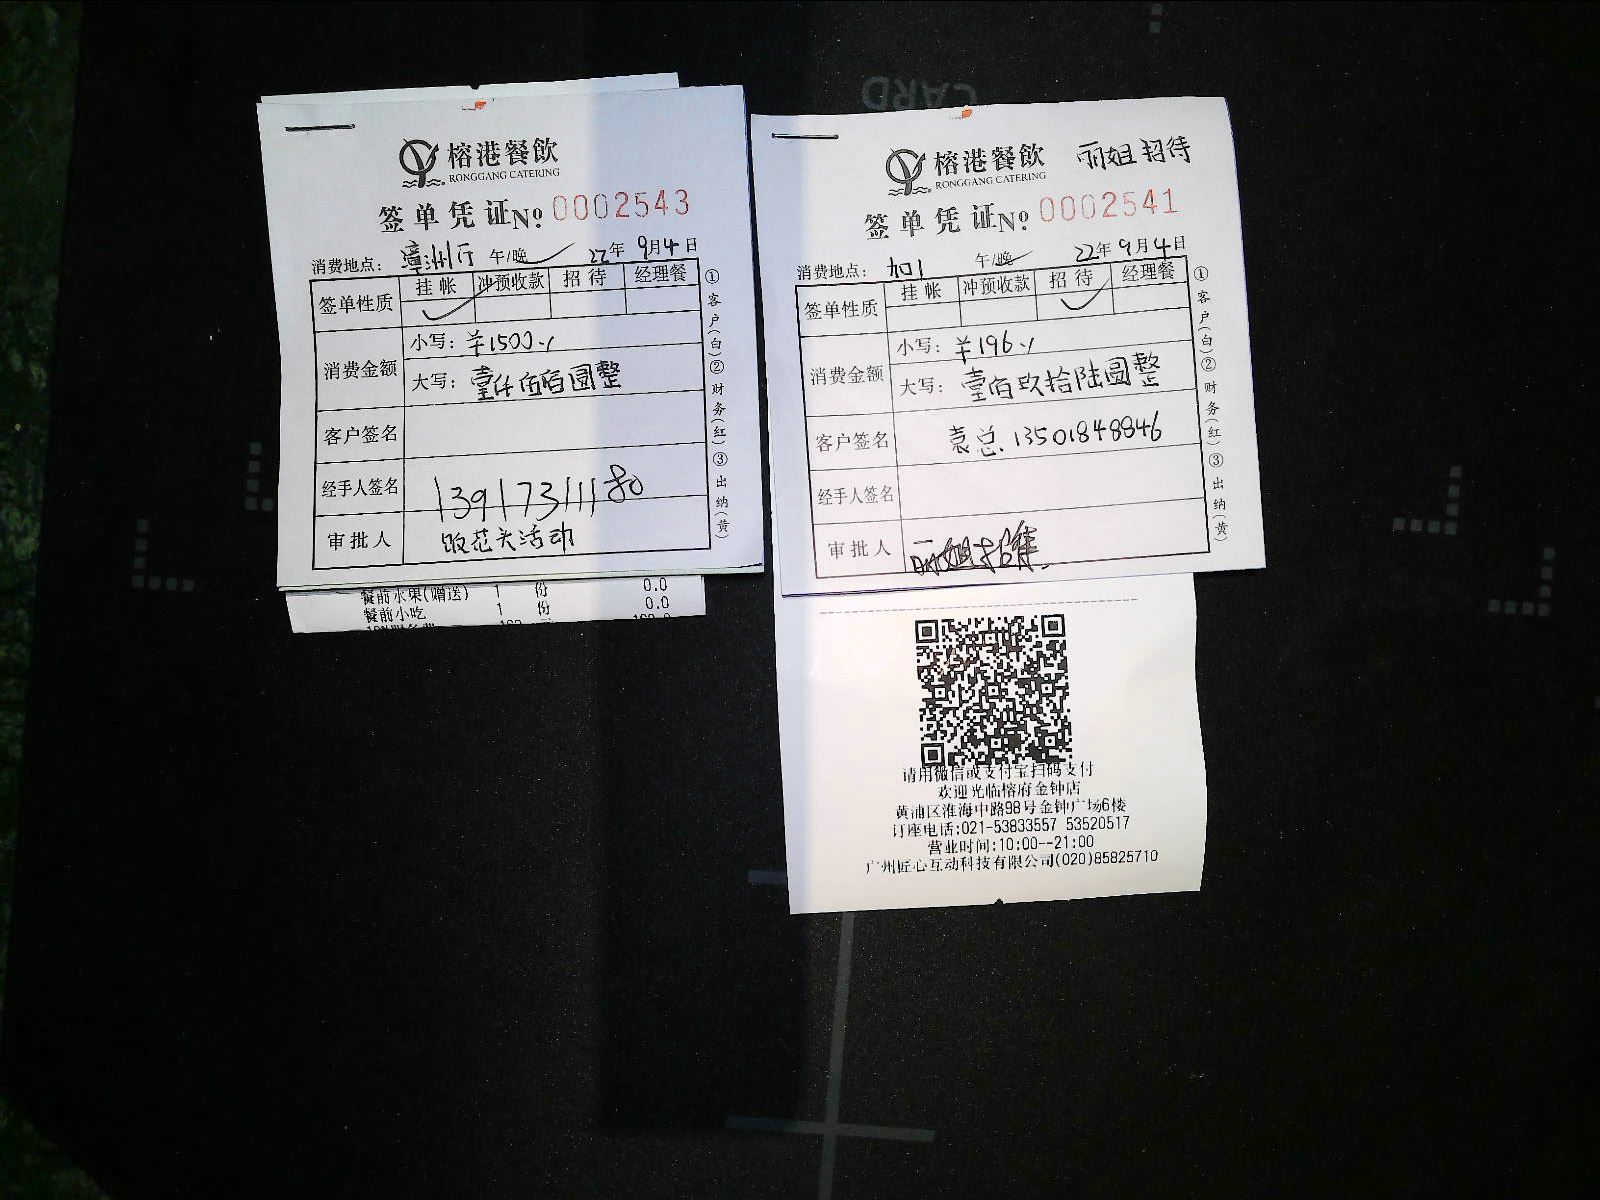 CARD
榕港餐飲
RONGGANG CATERING
签单凭证No. 0002543
消费地点：漳州厅 午/晚 22年9月4日
签单性质 挂帐 冲预收款 招待 经理餐
消费金额
小写：￥1500.
大写：壹仟伍佰圆整
客户签名
经手人签名 13917311180
审批人 饭花头活动
①客户(白)②财务(红)③出纳(黄)
餐前水果(赠送) 1 份 0.0
餐前小吃 1 份 0.0
榕港餐飲 丽姐招待
RONGGANG CATERING
签单凭证No. 0002541
消费地点：加1 午/晚 22年9月4日
签单性质 挂帐 冲预收款 招待 经理餐
消费金额
小写：￥196.
大写：壹佰玖拾陆圆整
客户签名 袁总.13501848846
经手人签名
审批人 丽姐
①客户(白)②财务(红)③出纳(黄)
请用微信或支付宝扫码支付
欢迎光临榕府金钟店
黄浦区淮海中路98号金钟广场6楼
订座电话:021-53833557 53520517
营业时间:10:00--21:00
广州匠心互动科技有限公司(020)85825710